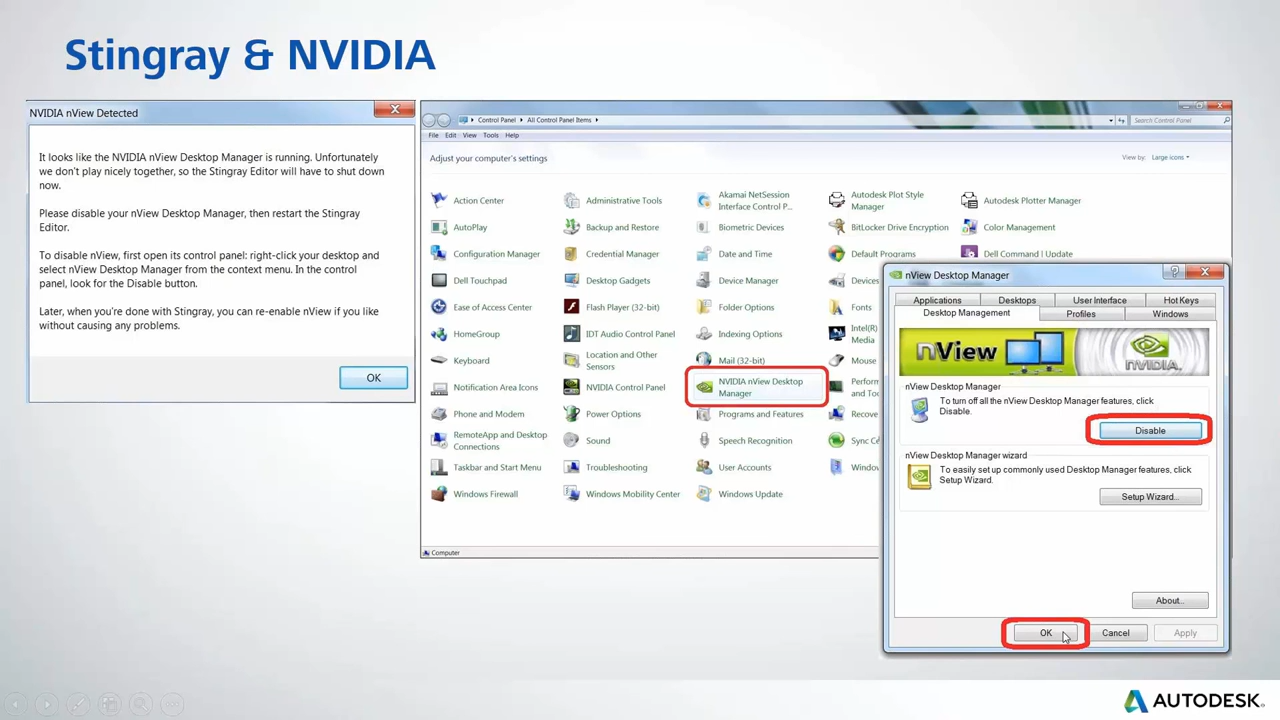 Stingray & NVIDIA
NVIDIA nView Detected
It looks like the NVIDIA nView Desktop Manager is running. Unfortunately
we don't play nicely together, so the Stingray Editor will have to shut down
now.
Please disable your nView Desktop Manager, then restart the Stingray
Editor.
To disable nView, first open its control panel: right-click your desktop and
select nView Desktop Manager from the context menu. In the control
panel, look for the Disable button.
Later, when you're done with Stingray, you can re-enable nView if you like
without causing any problems.
OK
Control Panel
All Control Panel Items
Search Control Panel
File Edit View Tools Help
Adjust your computer's settings
View by: Large icons
Action Center
Administrative Tools
Akamai NetSession
Interface Control P...
Autodesk Plot Style
Manager
Autodesk Plotter Manager
AutoPlay
Backup and Restore
Biometric Devices
BitLocker Drive Encryption
Color Management
Configuration Manager
Credential Manager
Date and Time
Default Programs
Dell Command | Update
Dell Touchpad
Desktop Gadgets
Device Manager
Devices
Ease of Access Center
Flash Player (32-bit)
Folder Options
Fonts
HomeGroup
IDT Audio Control Panel
Indexing Options
Intel(R)
Media
Keyboard
Location and Other
Sensors
Mail (32-bit)
Mouse
Notification Area Icons
NVIDIA Control Panel
NVIDIA nView Desktop
Manager
Perform
and Too
Phone and Modem
Power Options
Programs and Features
Recove
RemoteApp and Desktop
Connections
Sound
Speech Recognition
Sync Ce
Taskbar and Start Menu
Troubleshooting
User Accounts
Windo
Windows Firewall
Windows Mobility Center
Windows Update
Computer
nView Desktop Manager
Applications Desktops User Interface Hot Keys
Desktop Management Profiles Windows
nView
NVIDIA.
nView Desktop Manager
To turn off all the nView Desktop Manager features, click
Disable.
Disable
nView Desktop Manager wizard
To easily set up commonly used Desktop Manager features, click
Setup Wizard.
Setup Wizard...
About...
OK Cancel Apply
AUTODESK.